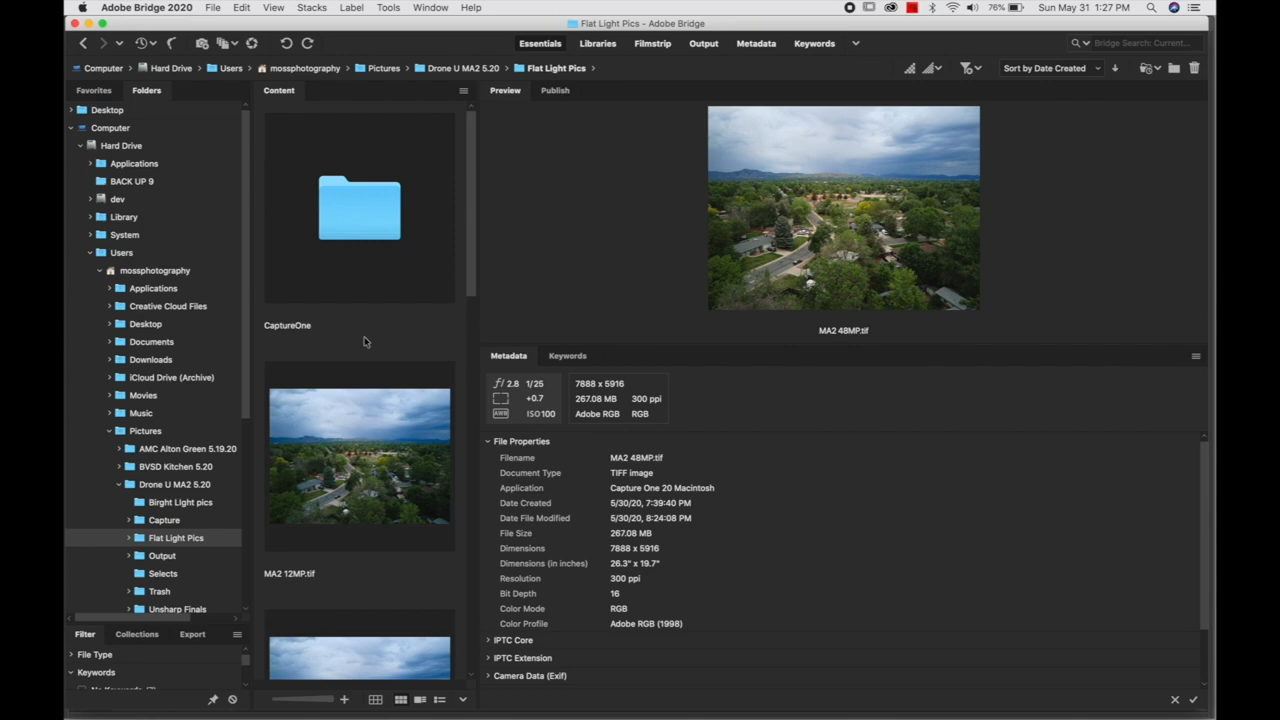 Adobe Bridge 2020 File Edit View Stacks Label Tools Window Help 76% Sun May 31 1:27 PM
Flat Light Pics - Adobe Bridge
Essentials Libraries Filmstrip Output Metadata Keywords Bridge Search: Current...
Computer Hard Drive Users mossphotography Pictures Drone U MA2 5.20 Flat Light Pics Sort by Date Created
Favorites Folders
Desktop
Computer
Hard Drive
Applications
BACK UP 9
dev
Library
System
Users
mossphotography
Applications
Creative Cloud Files
Desktop
Documents
Downloads
iCloud Drive (Archive)
Movies
Music
Pictures
AMC Alton Green 5.19.20
BVSD Kitchen 5.20
Drone U MA2 5.20
Biright LIght pics
Capture
Flat Light Pics
Output
Selects
Trash
Unsharp Finals
Filter Collections Export
File Type
Keywords
Content
CaptureOne
MA2 12MP.tif
Preview Publish
MA2 48MP.tif
Metadata Keywords
f/ 2.8 1/25
+0.7
AWB ISO100
7888 x 5916
267.08 MB 300 ppi
Adobe RGB RGB
File Properties
Filename MA2 48MP.tif
Document Type TIFF image
Application Capture One 20 Macintosh
Date Created 5/30/20, 7:39:40 PM
Date File Modified 5/30/20, 8:24:08 PM
File Size 267.08 MB
Dimensions 7888 x 5916
Dimensions (in inches) 26.3" x 19.7"
Resolution 300 ppi
Bit Depth 16
Color Mode RGB
Color Profile Adobe RGB (1998)
IPTC Core
IPTC Extension
Camera Data (Exif)